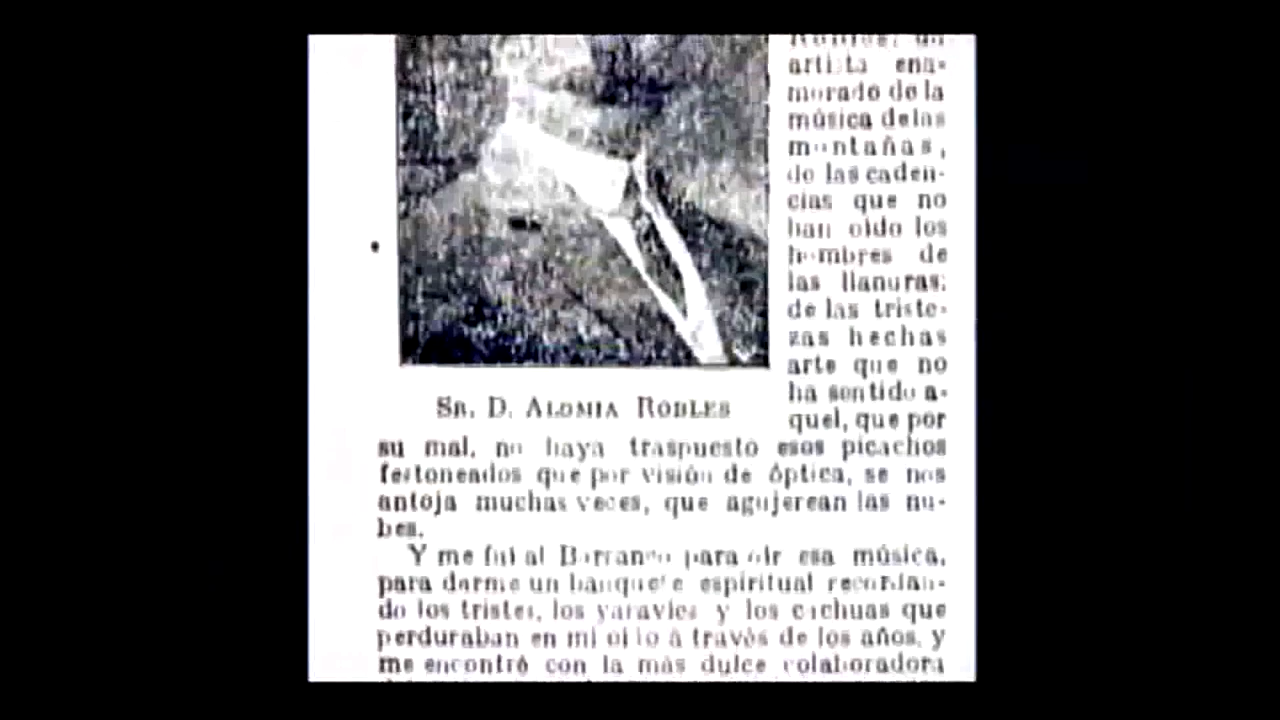 artista ena-
morado de la
música de las
montañas,
de las caden-
cias que no
han oído los
hombres de
las llanuras;
de las triste-
zas hechas
arte que no
ha sentido a-
quel, que por
SR. D. ALOMIA ROBLES
su mal, no haya traspuesto esos picachos
festoneados que por visión de óptica, se nos
antoja muchas veces, que agujerean las nu-
bes.
Y me fui al Barranco para oir esa música,
para darme un banquete espiritual recordan-
do los tristes, los yaravíes y los cachuas que
perduraban en mi oído á través de los años, y
me encontré con la más dulce colaboradora